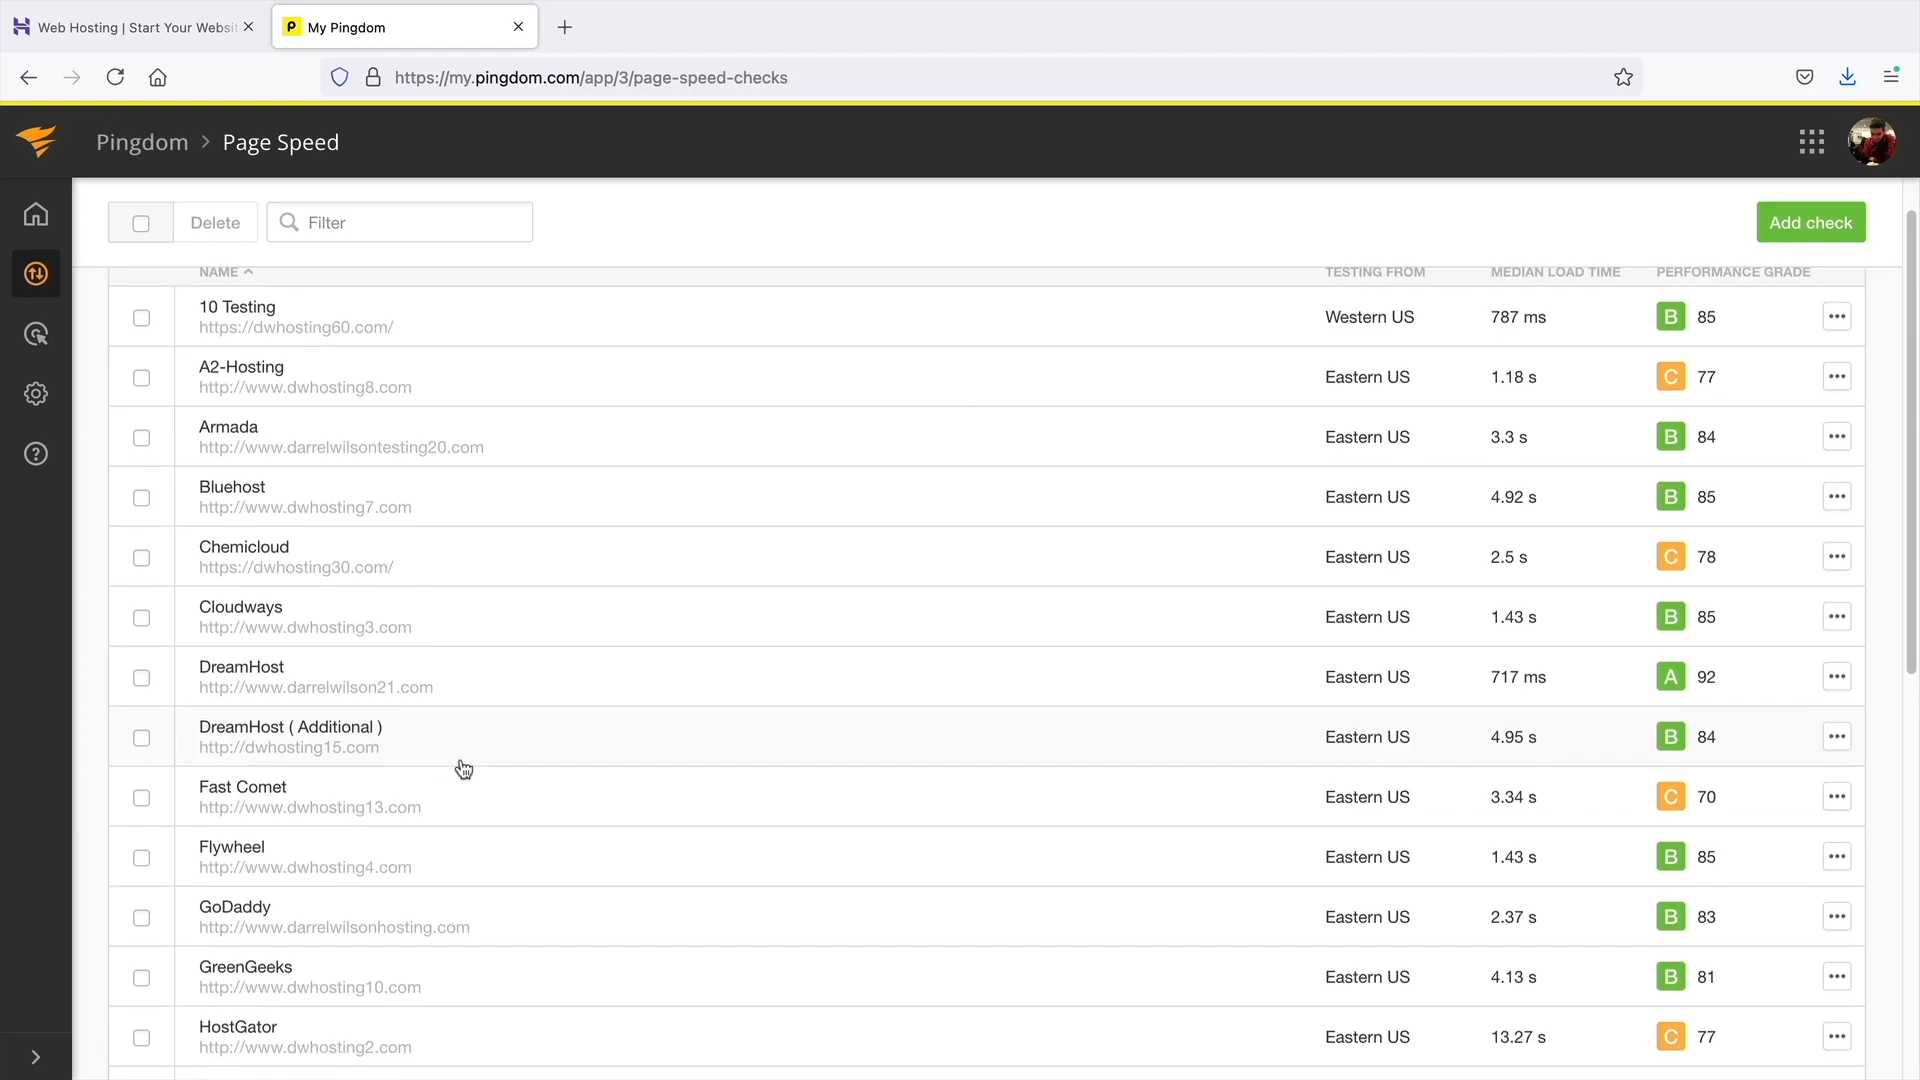 Web Hosting | Start Your Websit
My Pingdom
https://my.pingdom.com/app/3/page-speed-checks
Pingdom > Page Speed
Delete
Filter
Add check
NAME TESTING FROM MEDIAN LOAD TIME PERFORMANCE GRADE
10 Testing
https://dwhosting60.com/
Western US 787 ms B 85
A2-Hosting
http://www.dwhosting8.com
Eastern US 1.18 s C 77
Armada
http://www.darrelwilsontesting20.com
Eastern US 3.3 s B 84
Bluehost
http://www.dwhosting7.com
Eastern US 4.92 s B 85
Chemicloud
https://dwhosting30.com/
Eastern US 2.5 s C 78
Cloudways
http://www.dwhosting3.com
Eastern US 1.43 s B 85
DreamHost
http://www.darrelwilson21.com
Eastern US 717 ms A 92
DreamHost ( Additional )
http://dwhosting15.com
Eastern US 4.95 s B 84
Fast Comet
http://www.dwhosting13.com
Eastern US 3.34 s C 70
Flywheel
http://www.dwhosting4.com
Eastern US 1.43 s B 85
GoDaddy
http://www.darrelwilsonhosting.com
Eastern US 2.37 s B 83
GreenGeeks
http://www.dwhosting10.com
Eastern US 4.13 s B 81
HostGator
http://www.dwhosting2.com
Eastern US 13.27 s C 77